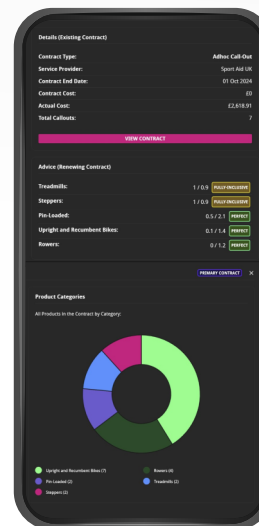 Details (Existing Contract)
Contract Type: Adhoc Call-Out
Service Provider: Sport Aid UK
Contract End Date: 01 Oct 2024
Contract Cost: £0
Actual Cost: £2,618.91
Total Callouts: 7
VIEW CONTRACT
Advice (Renewing Contract)
Treadmills: 1 / 0.9 FULLY-INCLUSIVE
Steppers: 1 / 0.9 FULLY-INCLUSIVE
Pin-Loaded: 0.5 / 2.1 PERFECT
Upright and Recumbent Bikes: 0.1 / 1.4 PERFECT
Rowers: 0 / 1.2 PERFECT
PRIMARY CONTRACT ×
Product Categories
All Products in the Contract by Category:
Upright and Recumbent Bikes (7) Rowers (4)
Pin-Loaded (2) Treadmills (2)
Steppers (2)